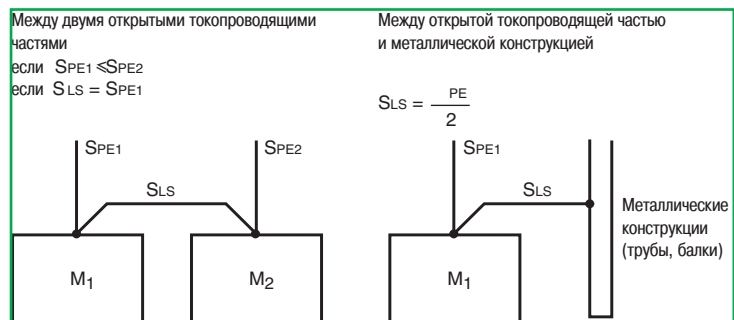 Между двумя открытыми токопроводящими
частями
если SPE1 ⩽ SPE2
если SLS = SPE1
Между открытой токопроводящей частью
и металлической конструкцией
SLS = PE
2
SPE1
SPE2
SLS
M1
M2
SPE1
SLS
M1
Металлические
конструкции
(трубы, балки)